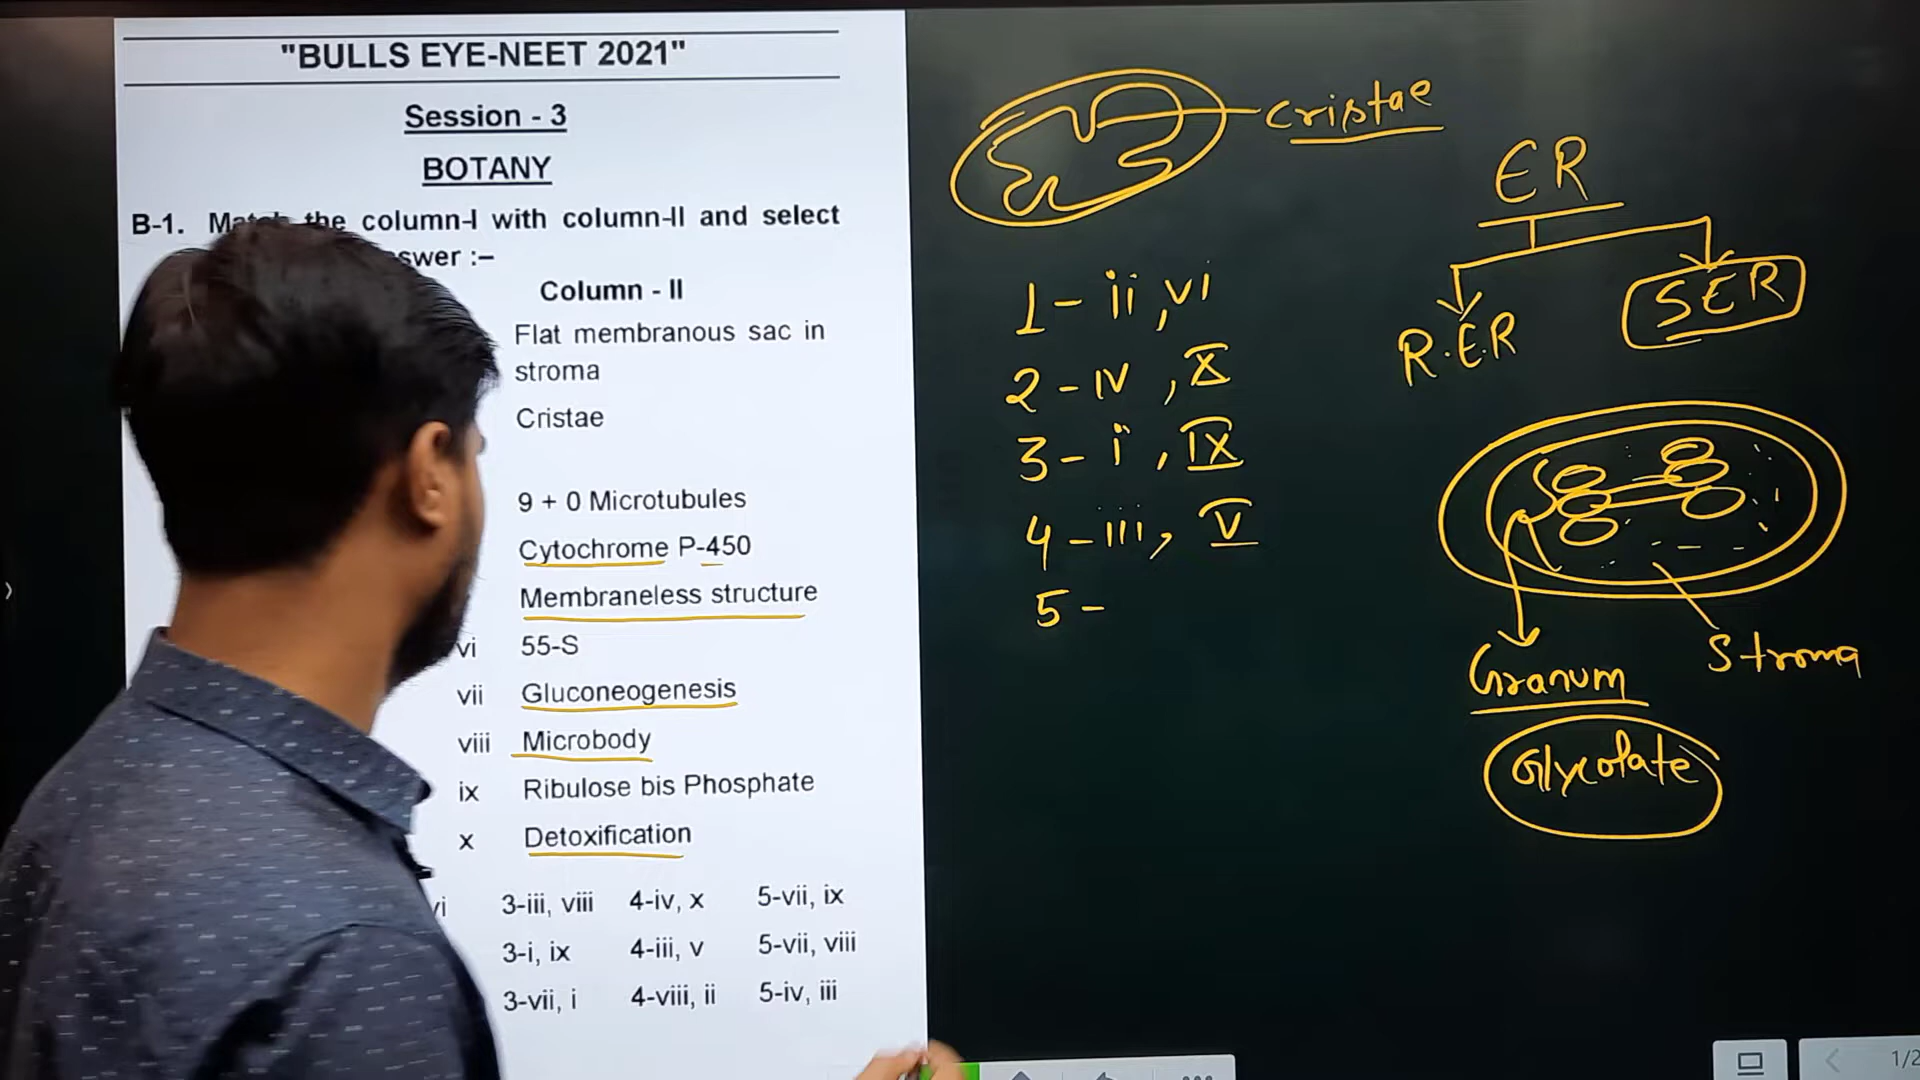 "BULLS EYE-NEET 2021"
Session - 3
BOTANY
B-1. the column-I with column-II and select
:–
Column - II
Flat membranous sac in
stroma
Cristae
9 + 0 Microtubules
Cytochrome P-450
Membraneless structure
vi 55-S
vii Gluconeogenesis
viii Microbody
ix Ribulose bis Phosphate
x Detoxification
3-iii, viii 4-iv, x 5-vii, ix
3-i, ix 4-iii, v 5-vii, viii
3-vii, i 4-viii, ii 5-iv, iii
Cristae
ER
R.E.R
SER
1 - ii, vi
2 - iv, X
3 - i, IX
4 - iii, V
5 -
Stroma
Granum
Glycolate
1/2